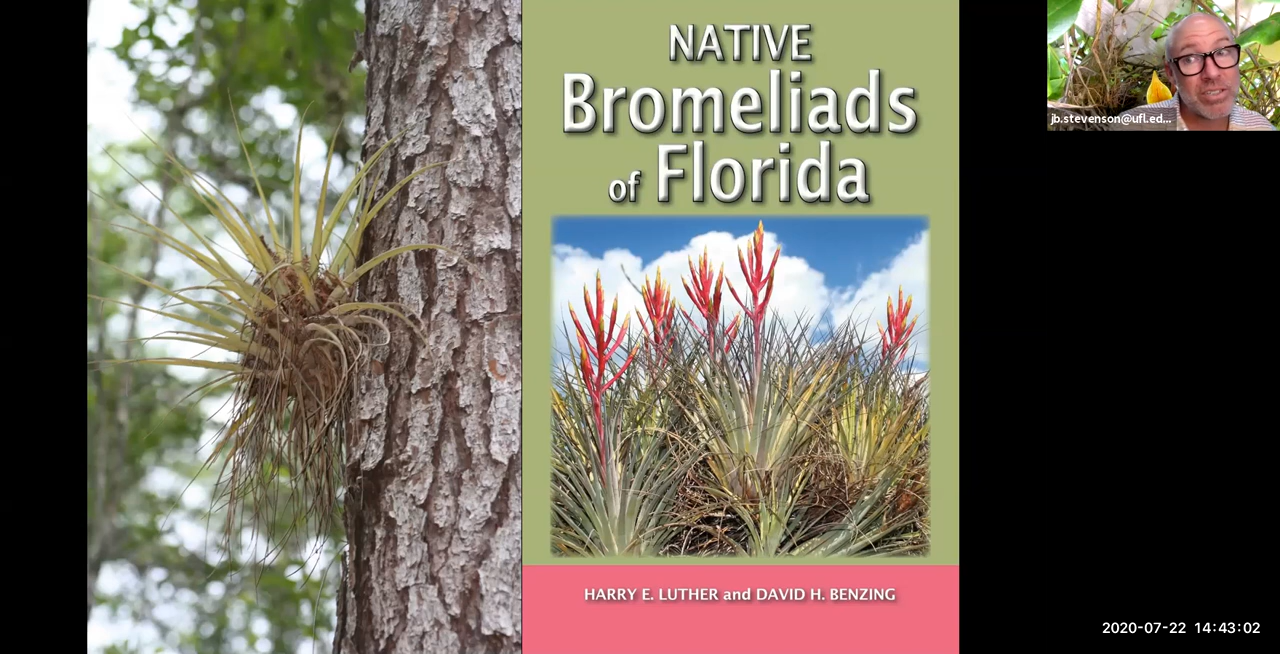 NATIVE
Bromeliads
of Florida
HARRY E. LUTHER and DAVID H. BENZING
jb.stevenson@ufl.ed...
2020-07-22 14:43:02